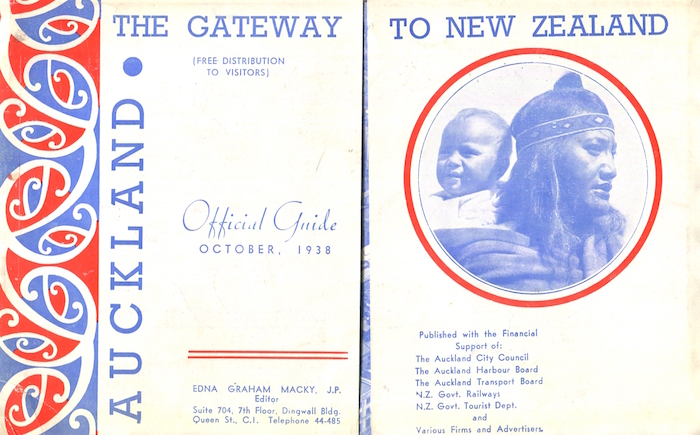 THE GATEWAY
(FREE DISTRIBUTION
TO VISITORS)
AUCKLAND •
Official Guide
OCTOBER, 1938
EDNA GRAHAM MACKY, J.P.
Editor
Suite 704, 7th Floor, Dingwall Bldg.
Queen St., C.1. Telephone 44-485
TO NEW ZEALAND
Published with the Financial
Support of:
The Auckland City Council
The Auckland Harbour Board
The Auckland Transport Board
N.Z. Govt. Railways
N.Z. Govt. Tourist Dept.
and
Various Firms and Advertisers.